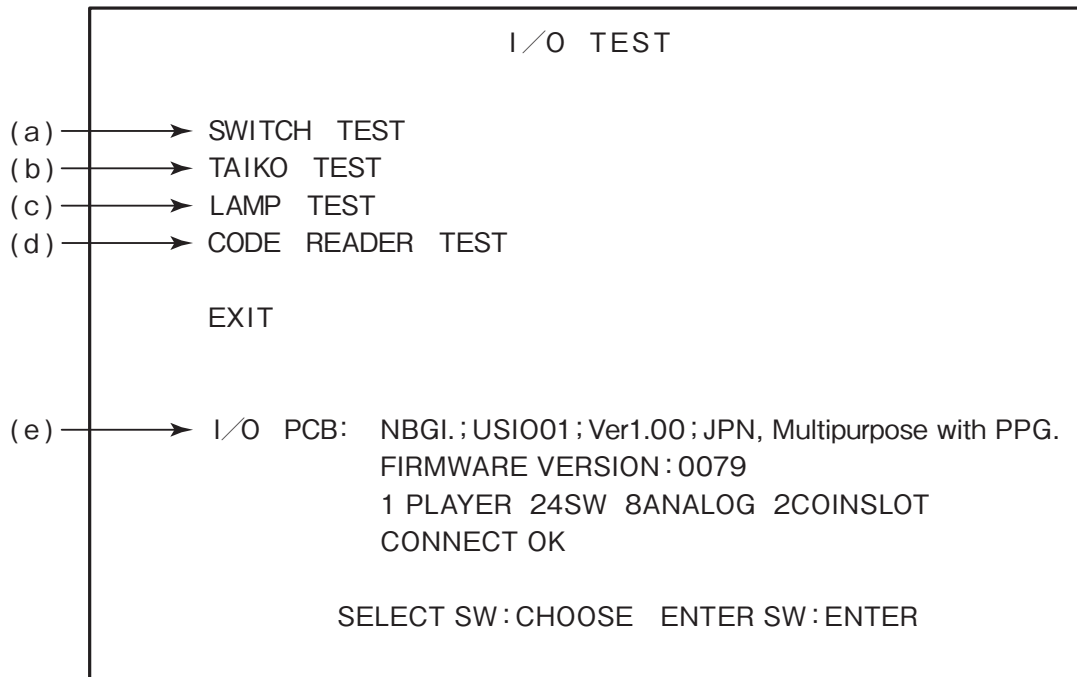 I/O TEST
(a) SWITCH TEST
(b) TAIKO TEST
(c) LAMP TEST
(d) CODE READER TEST
EXIT
(e) I/O PCB: NBGI.;USIO01;Ver1.00;JPN, Multipurpose with PPG.
FIRMWARE VERSION:0079
1 PLAYER 24SW 8ANALOG 2COINSLOT
CONNECT OK
SELECT SW:CHOOSE ENTER SW:ENTER